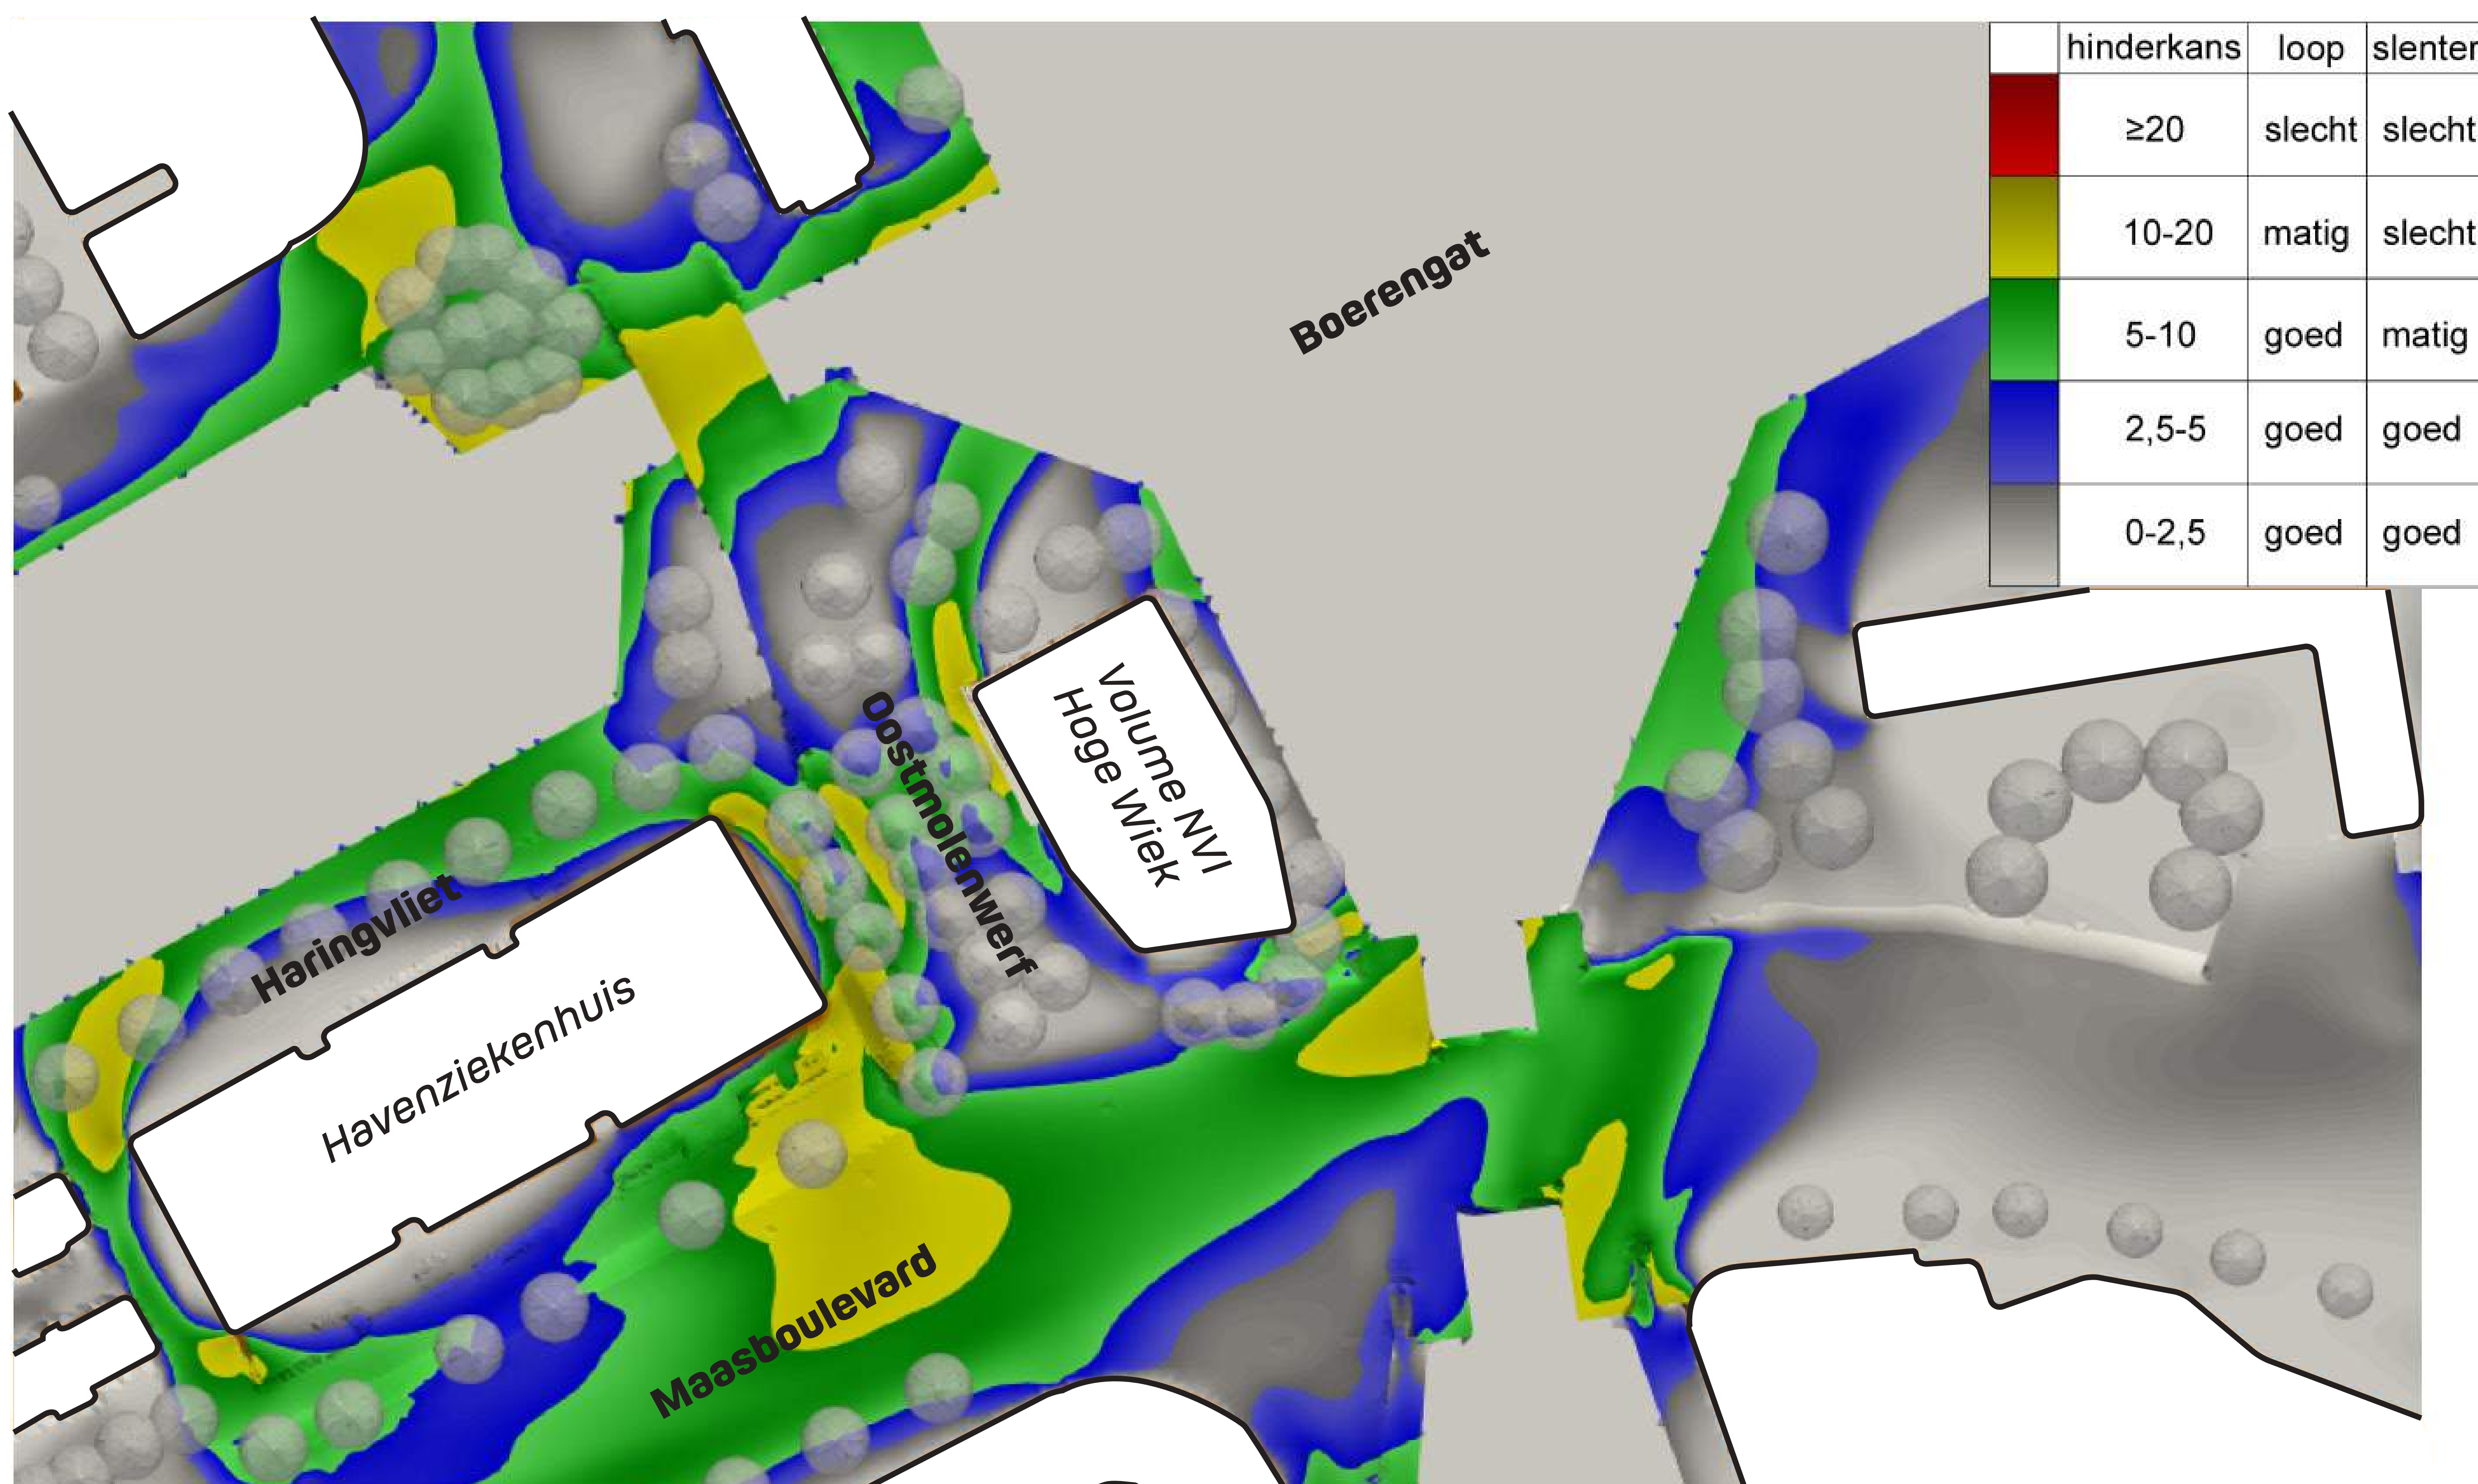 hinderkans loop slenter
≥20 slecht slecht
10-20 matig slecht
5-10 goed matig
2,5-5 goed goed
0-2,5 goed goed
Boerengat
Volume NVI
Hoge Wiek
Oostmolenwerf
Haringvliet
Havenziekenhuis
Maasboulevard